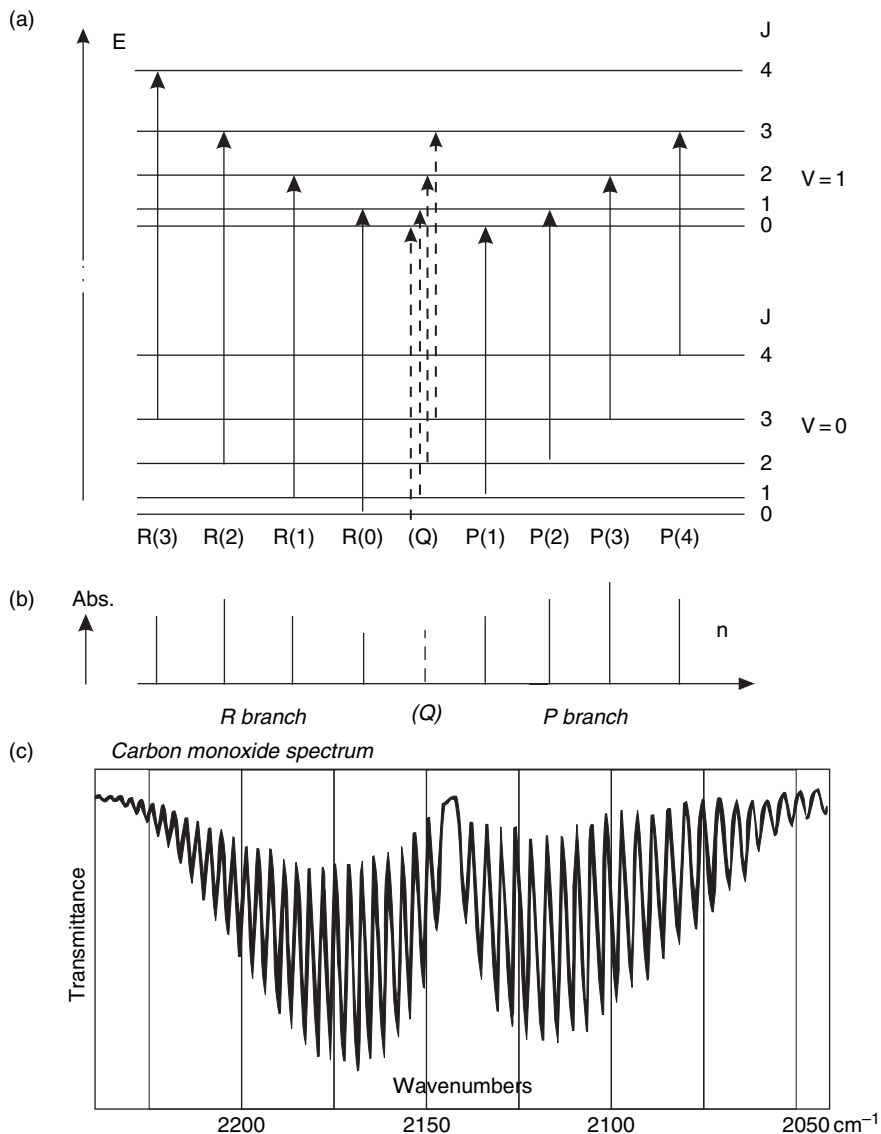 (a)
E
J
4
3
2
V = 1
1
0
J
4
3
V = 0
2
1
0
R(3) R(2) R(1) R(0) (Q) P(1) P(2) P(3) P(4)
(b) Abs.
n
R branch (Q) P branch
(c) Carbon monoxide spectrum
Transmittance
Wavenumbers
2200 2150 2100 2050 cm⁻¹